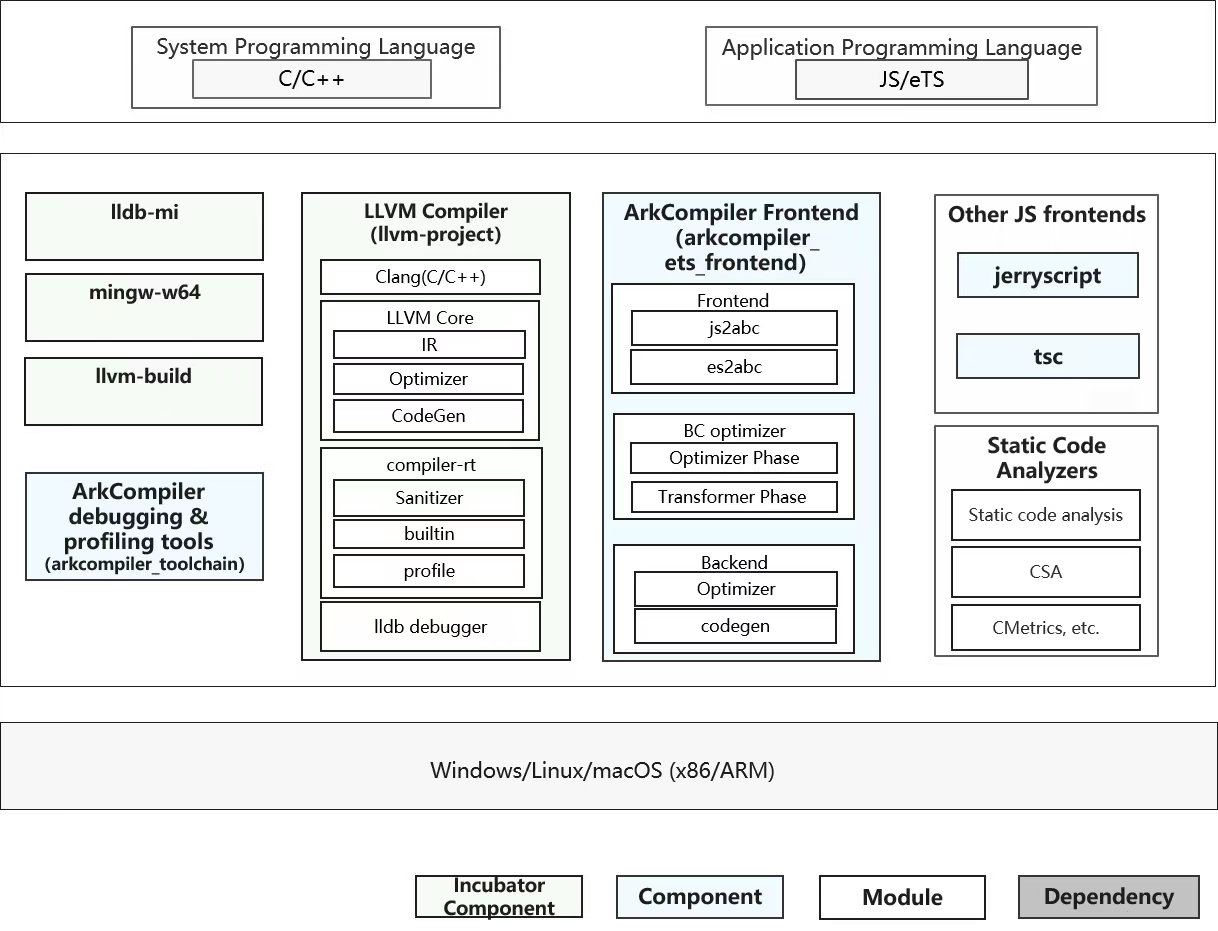 System Programming Language
C/C++
Application Programming Language
JS/eTS
lldb-mi
mingw-w64
llvm-build
ArkCompiler
debugging &
profiling tools
(arkcompiler_toolchain)
LLVM Compiler
(llvm-project)
Clang(C/C++)
LLVM Core
IR
Optimizer
CodeGen
compiler-rt
Sanitizer
builtin
profile
lldb debugger
ArkCompiler Frontend
(arkcompiler_
ets_frontend)
Frontend
js2abc
es2abc
BC optimizer
Optimizer Phase
Transformer Phase
Backend
Optimizer
codegen
Other JS frontends
jerryscript
tsc
Static Code
Analyzers
Static code analysis
CSA
CMetrics, etc.
Windows/Linux/macOS (x86/ARM)
Incubator
Component
Component
Module
Dependency